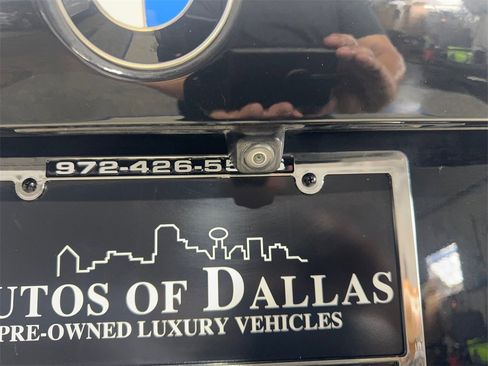 972-426-55
UTOS OF DALLAS
PRE-OWNED LUXURY VEHICLES